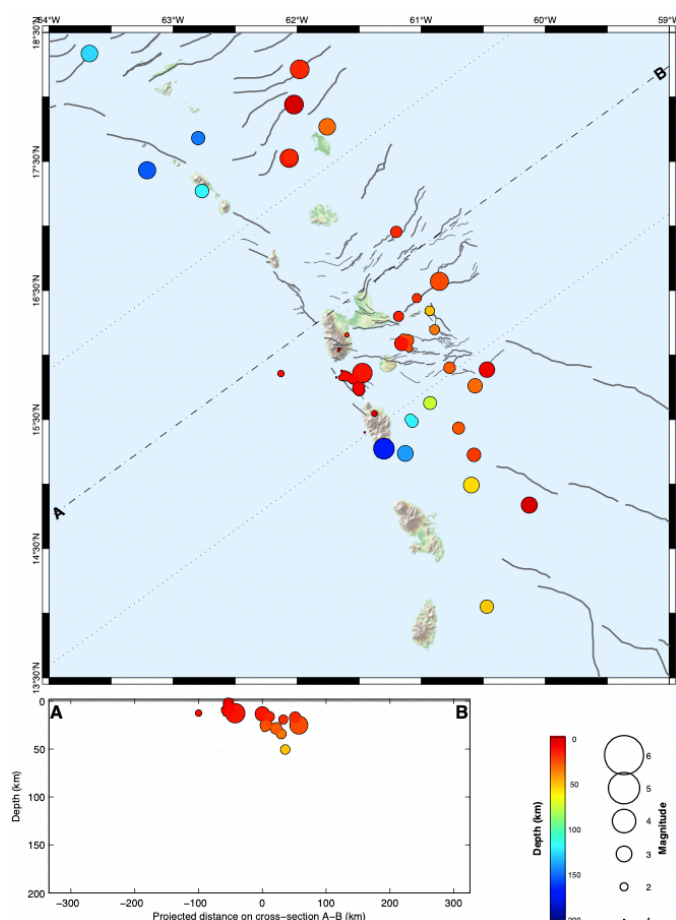 −64°W 63°W 62°W 61°W 60°W 59°W
18°30'N
B
17°30'N
16°30'N
15°30'N
A
14°30'N
13°30'N
A B
0
50
100
150
200
Depth (km)
−300 −200 −100 0 100 200 300
Projected distance on cross−section A−B (km)
Depth (km)
0
50
100
150
200
6
5
4
3
2
1
Magnitude